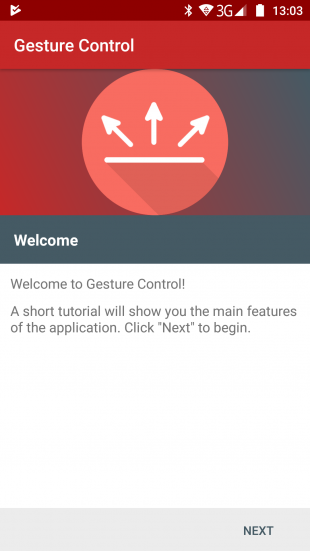 3G 13:03
Gesture Control
Welcome
Welcome to Gesture Control!
A short tutorial will show you the main features
of the application. Click "Next" to begin.
NEXT